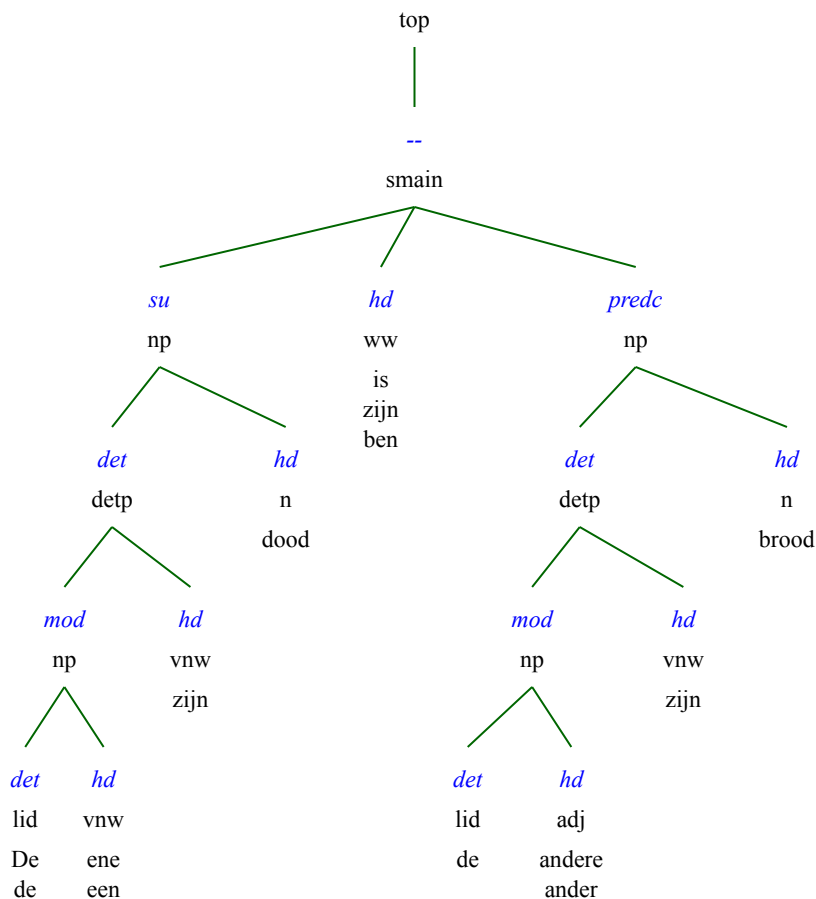 top
--
smain
su hd predc
np ww np
is
zijn
ben
det hd det hd
detp n detp n
dood brood
mod hd mod hd
np vnw np vnw
zijn zijn
det hd det hd
lid vnw lid adj
De ene de andere
de een ander